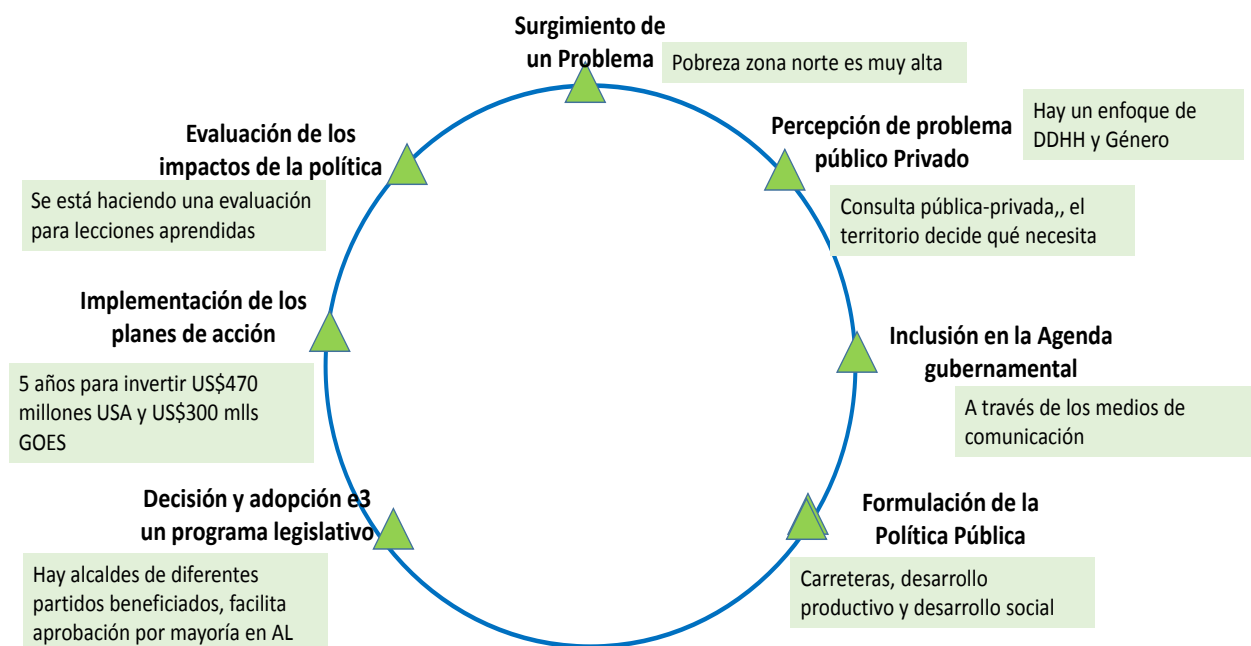 Surgimiento de
un Problema
Pobreza zona norte es muy alta
Percepción de problema
público Privado
Hay un enfoque de
DDHH y Género
Consulta pública-privada,, el
territorio decide qué necesita
Inclusión en la Agenda
gubernamental
A través de los medios de
comunicación
Formulación de la
Política Pública
Carreteras, desarrollo
productivo y desarrollo social
Decisión y adopción e3
un programa legislativo
Hay alcaldes de diferentes
partidos beneficiados, facilita
aprobación por mayoría en AL
Implementación de los
planes de acción
5 años para invertir US$470
millones USA y US$300 mlls
GOES
Evaluación de los
impactos de la política
Se está haciendo una evaluación
para lecciones aprendidas